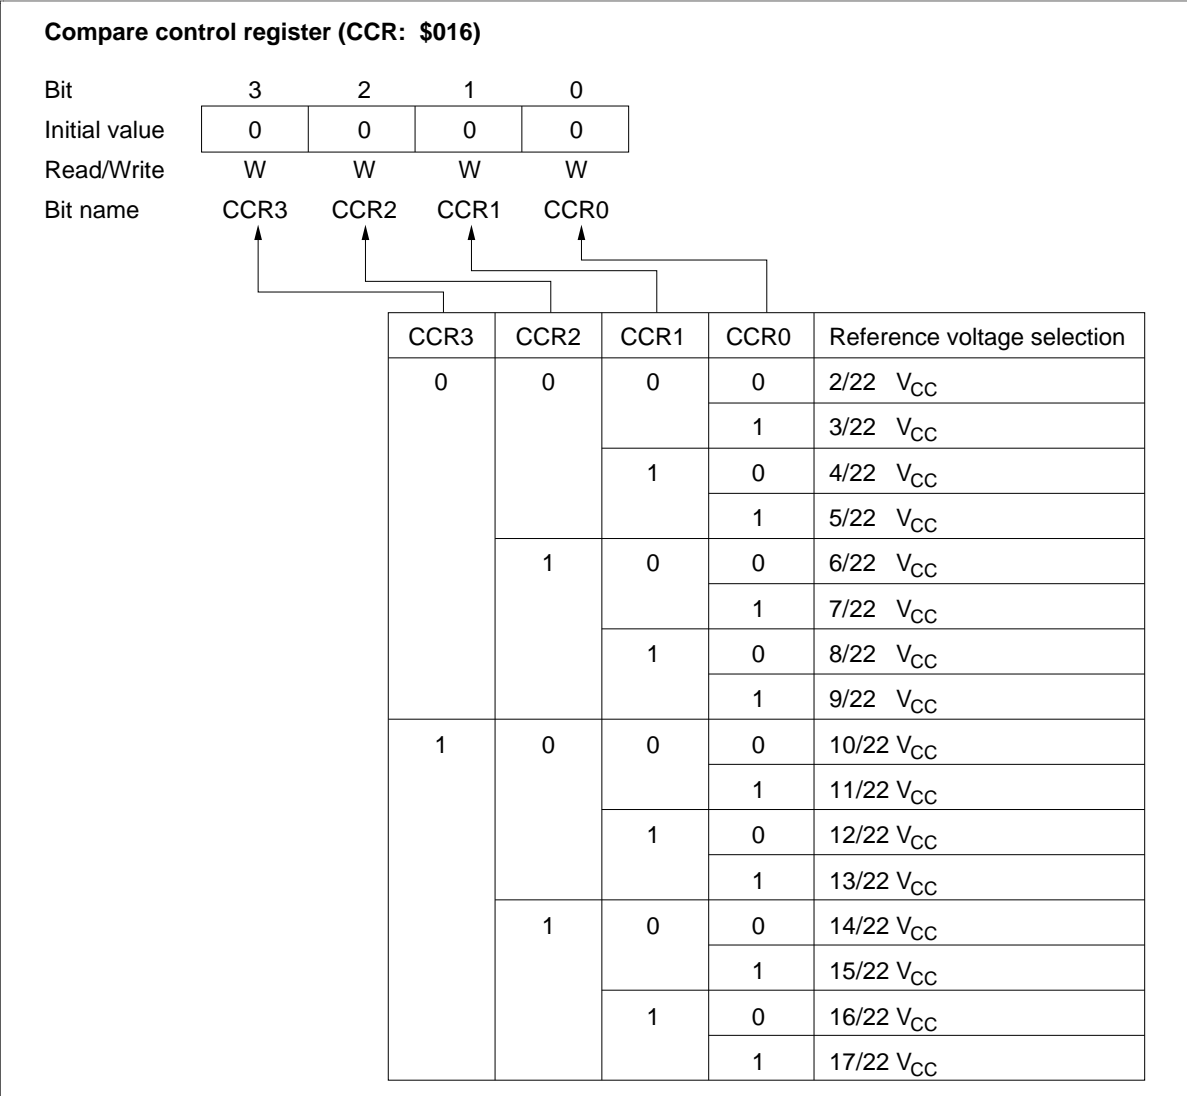 Compare control register (CCR: $016)
Bit 3 2 1 0
Initial value 0 0 0 0
Read/Write W W W W
Bit name CCR3 CCR2 CCR1 CCR0
CCR3 CCR2 CCR1 CCR0 Reference voltage selection
0 0 0 0 2/22 VCC
1 3/22 VCC
1 0 4/22 VCC
1 5/22 VCC
1 0 0 6/22 VCC
1 7/22 VCC
1 0 8/22 VCC
1 9/22 VCC
1 0 0 0 10/22 VCC
1 11/22 VCC
1 0 12/22 VCC
1 13/22 VCC
1 0 0 14/22 VCC
1 15/22 VCC
1 0 16/22 VCC
1 17/22 VCC